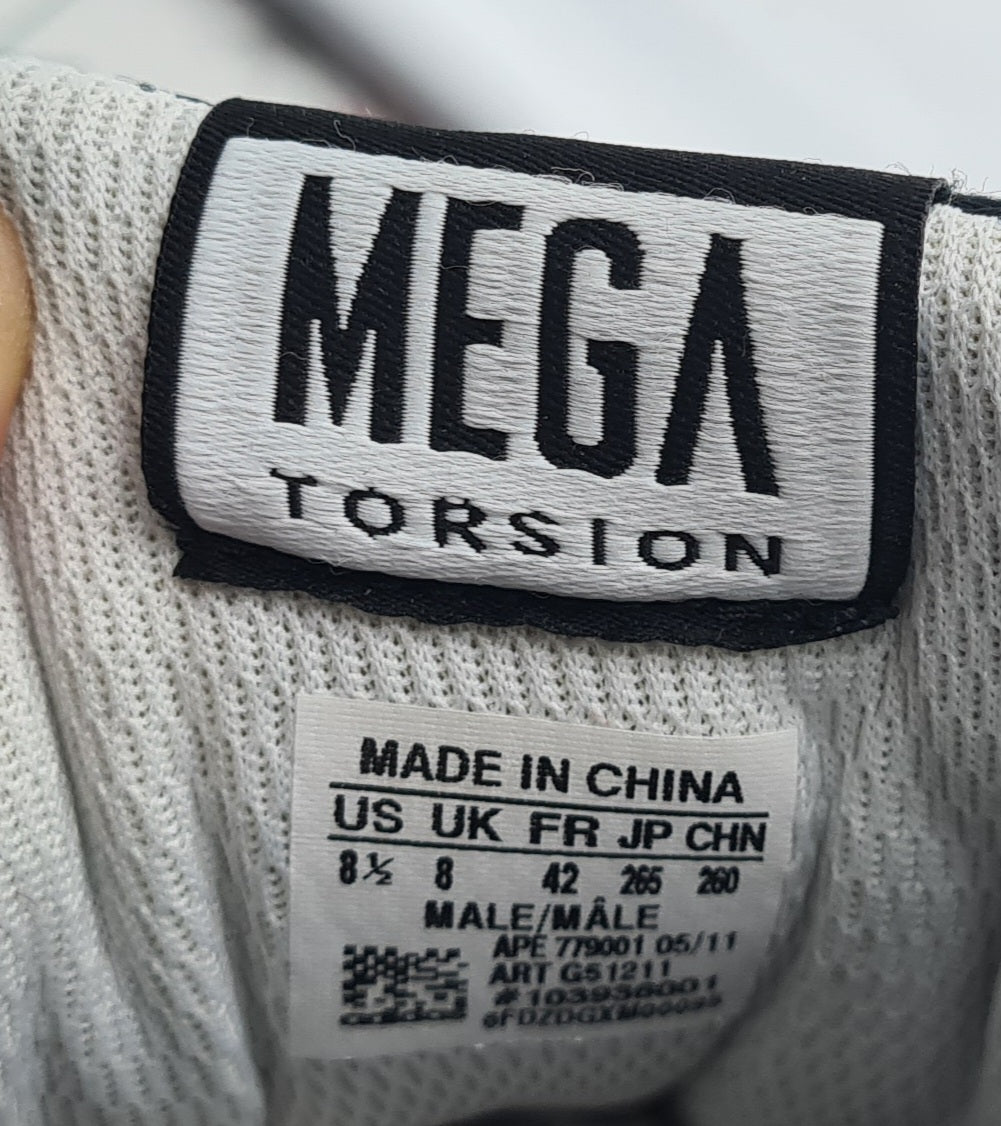 MEGA
TORSION
MADE IN CHINA
US UK FR JP CHN
8½ 8 42 265 260
MALE/MÂLE
APE 779001 05/11
ART G51211
#103938001